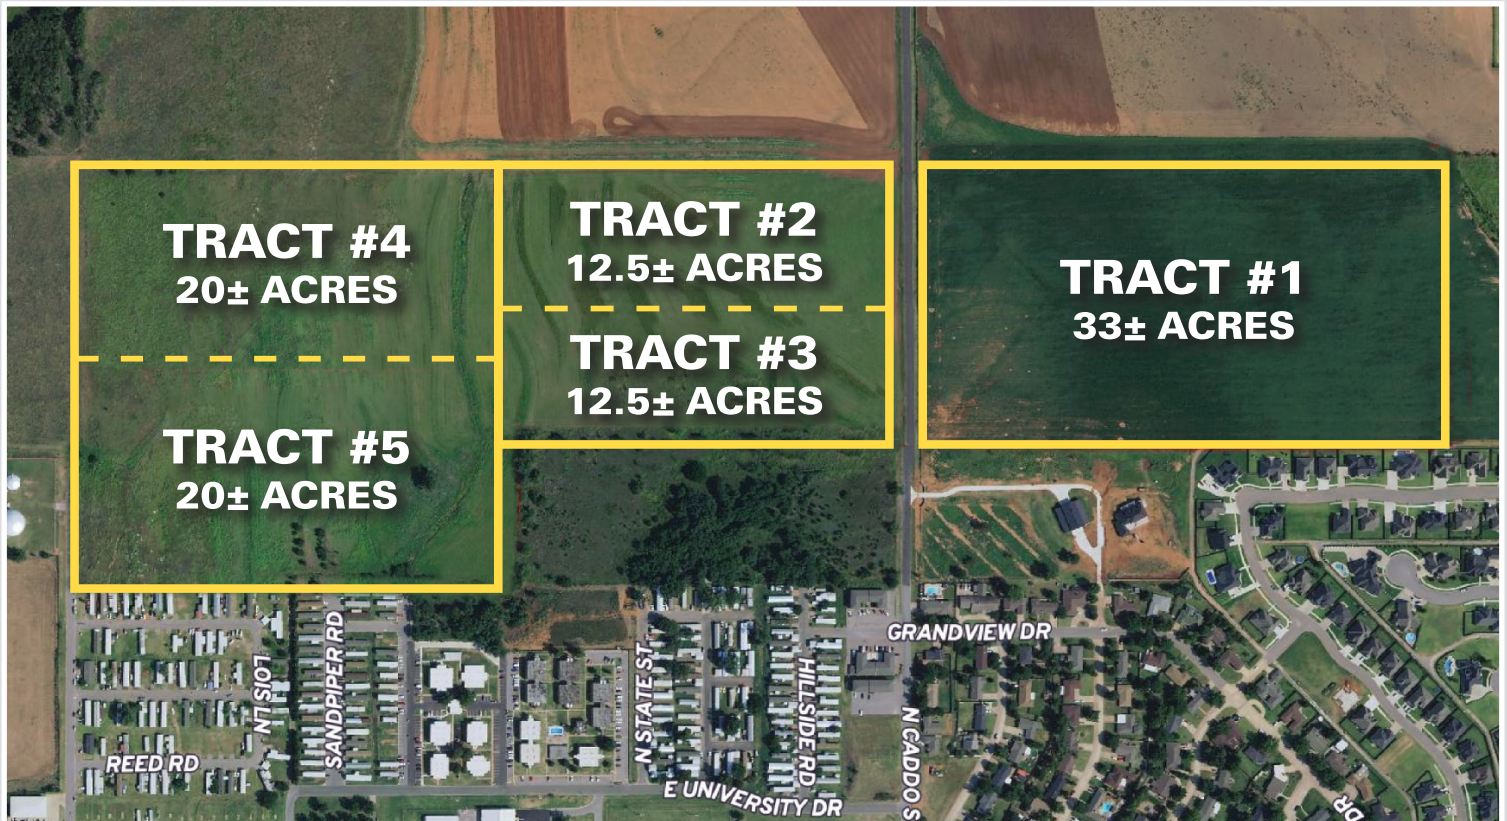 TRACT #4
20± ACRES
TRACT #2
12.5± ACRES
TRACT #1
33± ACRES
TRACT #3
12.5± ACRES
TRACT #5
20± ACRES
GRANDVIEW DR
LOIS LN
SANDPIPER RD
N STATE ST
HILLSIDE RD
N CADDO S
REED RD
E UNIVERSITY DR
DR